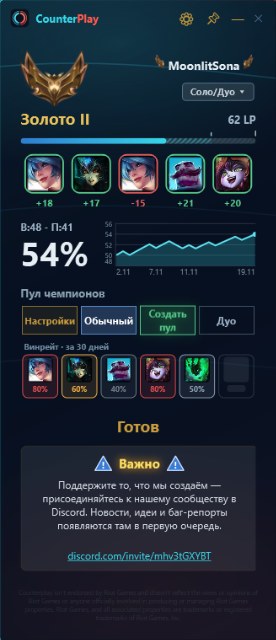 CounterPlay
MoonlitSona
Соло/Дуо
Золото II
62 LP
+18 +17 -15 +21 +20
В:48 - П:41
54%
56
54
52
50
48
2.11 7.11 11.11 19.11
Пул чемпионов
Настройки Обычный Создать пул Дуо
Винрейт · за 30 дней
80% 60% 40% 80% 50%
Готов
Важно
Поддержите то, что мы создаём —
присоединяйтесь к нашему сообществу в
Discord. Новости, идеи и баг-репорты
появляются там в первую очередь.
discord.com/invite/mhv3tGXYBT